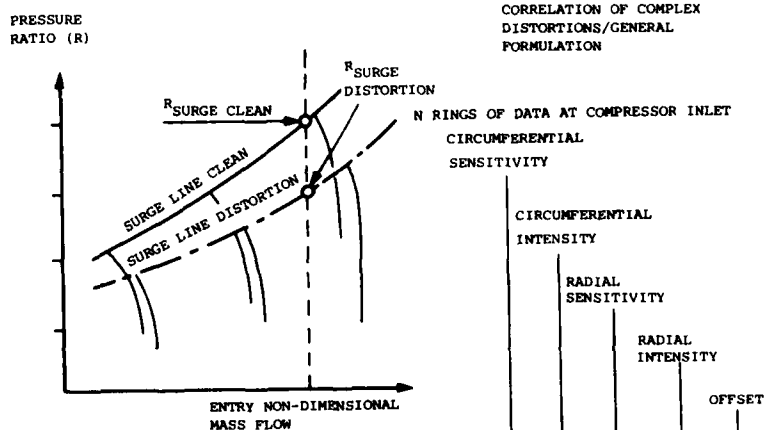 PRESSURE
RATIO (R)
R SURGE CLEAN
R SURGE
DISTORTION
SURGE LINE CLEAN
SURGE LINE DISTORTION
ENTRY NON-DIMENSIONAL
MASS FLOW
CORRELATION OF COMPLEX
DISTORTIONS/GENERAL
FORMULATION
N RINGS OF DATA AT COMPRESSOR INLET
CIRCUMFERENTIAL
SENSITIVITY
CIRCUMFERENTIAL
INTENSITY
RADIAL
SENSITIVITY
RADIAL
INTENSITY
OFFSET